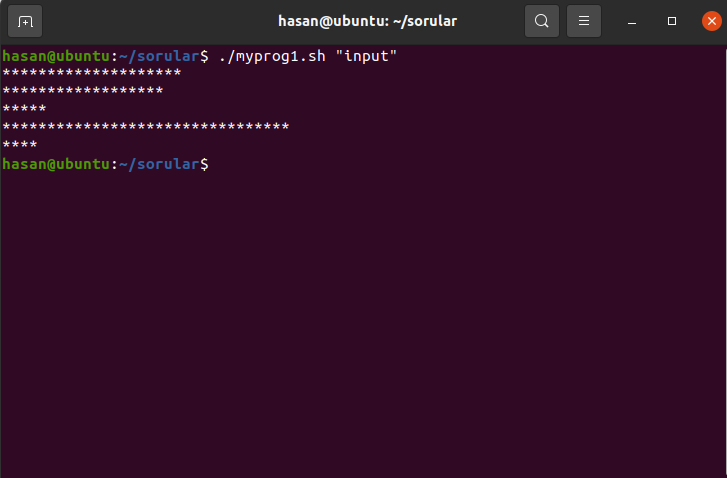 hasan@ubuntu: ~/sorular
hasan@ubuntu:~/sorular$ ./myprog1.sh "input"
********************
******************
*****
********************************
****
hasan@ubuntu:~/sorular$